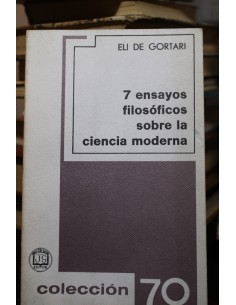 ELI DE GORTARI
7 ensayos
filosóficos
sobre la
ciencia moderna
colección 70